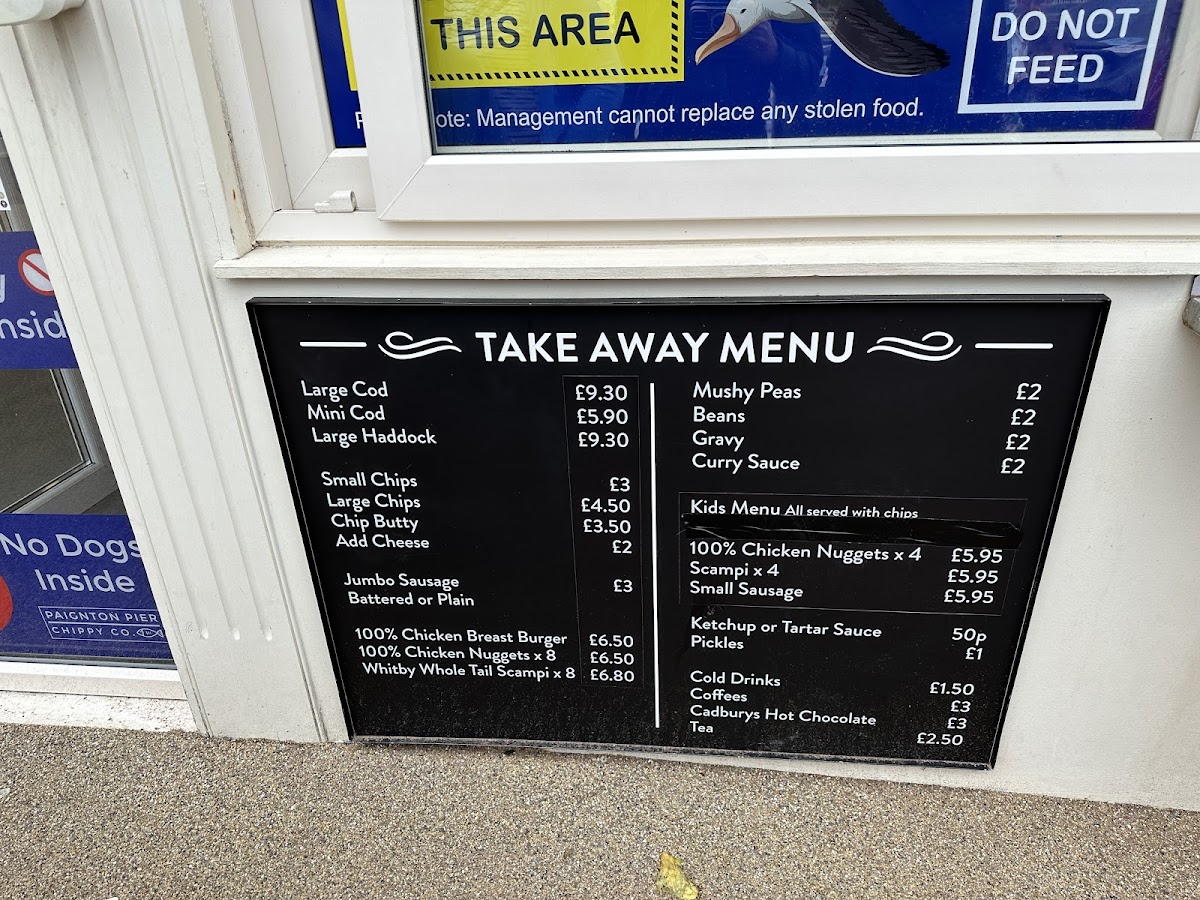 THIS AREA
DO NOT
FEED
ote: Management cannot replace any stolen food.
nsid
No Dogs
Inside
PAIGNTON PIER
CHIPPY CO.
TAKE AWAY MENU
Large Cod £9.30
Mini Cod £5.90
Large Haddock £9.30
Small Chips £3
Large Chips £4.50
Chip Butty £3.50
Add Cheese £2
Jumbo Sausage £3
Battered or Plain
100% Chicken Breast Burger £6.50
100% Chicken Nuggets x 8 £6.50
Whitby Whole Tail Scampi x 8 £6.80
Mushy Peas £2
Beans £2
Gravy £2
Curry Sauce £2
Kids Menu All served with chips
100% Chicken Nuggets x 4 £5.95
Scampi x 4 £5.95
Small Sausage £5.95
Ketchup or Tartar Sauce 50p
Pickles £1
Cold Drinks £1.50
Coffees £3
Cadburys Hot Chocolate £3
Tea £2.50